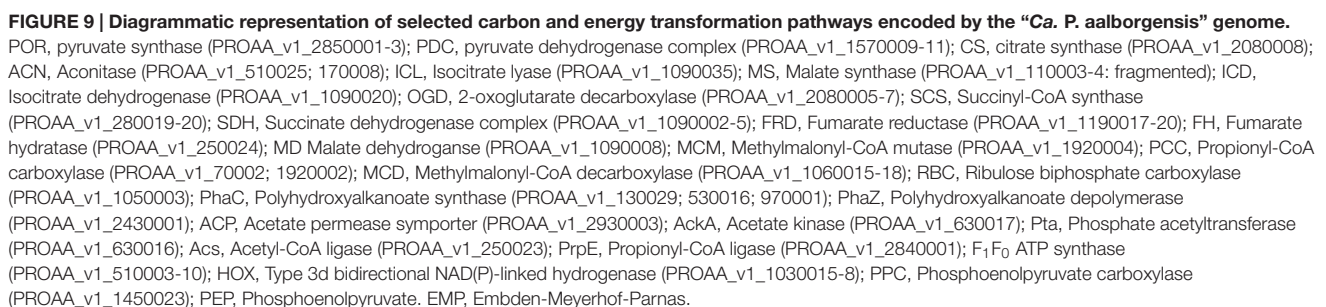 FIGURE 9 | Diagrammatic representation of selected carbon and energy transformation pathways encoded by the “Ca. P. aalborgensis” genome.
POR, pyruvate synthase (PROAA_v1_2850001-3); PDC, pyruvate dehydrogenase complex (PROAA_v1_1570009-11); CS, citrate synthase (PROAA_v1_2080008);
ACN, Aconitase (PROAA_v1_510025; 170008); ICL, Isocitrate lyase (PROAA_v1_1090035); MS, Malate synthase (PROAA_v1_110003-4: fragmented); ICD,
Isocitrate dehydrogenase (PROAA_v1_1090020); OGD, 2-oxoglutarate decarboxylase (PROAA_v1_2080005-7); SCS, Succinyl-CoA synthase
(PROAA_v1_280019-20); SDH, Succinate dehydrogenase complex (PROAA_v1_1090002-5); FRD, Fumarate reductase (PROAA_v1_1190017-20); FH, Fumarate
hydratase (PROAA_v1_250024); MD Malate dehydroganse (PROAA_v1_1090008); MCM, Methylmalonyl-CoA mutase (PROAA_v1_1920004); PCC, Propionyl-CoA
carboxylase (PROAA_v1_70002; 1920002); MCD, Methylmalonyl-CoA decarboxylase (PROAA_v1_1060015-18); RBC, Ribulose biphosphate carboxylase
(PROAA_v1_1050003); PhaC, Polyhydroxyalkanoate synthase (PROAA_v1_130029; 530016; 970001); PhaZ, Polyhydroxyalkanoate depolymerase
(PROAA_v1_2430001); ACP, Acetate permease symporter (PROAA_v1_2930003); AckA, Acetate kinase (PROAA_v1_630017); Pta, Phosphate acetyltransferase
(PROAA_v1_630016); Acs, Acetyl-CoA ligase (PROAA_v1_250023); PrpE, Propionyl-CoA ligase (PROAA_v1_2840001); F₁F₀ ATP synthase
(PROAA_v1_510003-10); HOX, Type 3d bidirectional NAD(P)-linked hydrogenase (PROAA_v1_1030015-8); PPC, Phosphoenolpyruvate carboxylase
(PROAA_v1_1450023); PEP, Phosphoenolpyruvate. EMP, Embden-Meyerhof-Parnas.